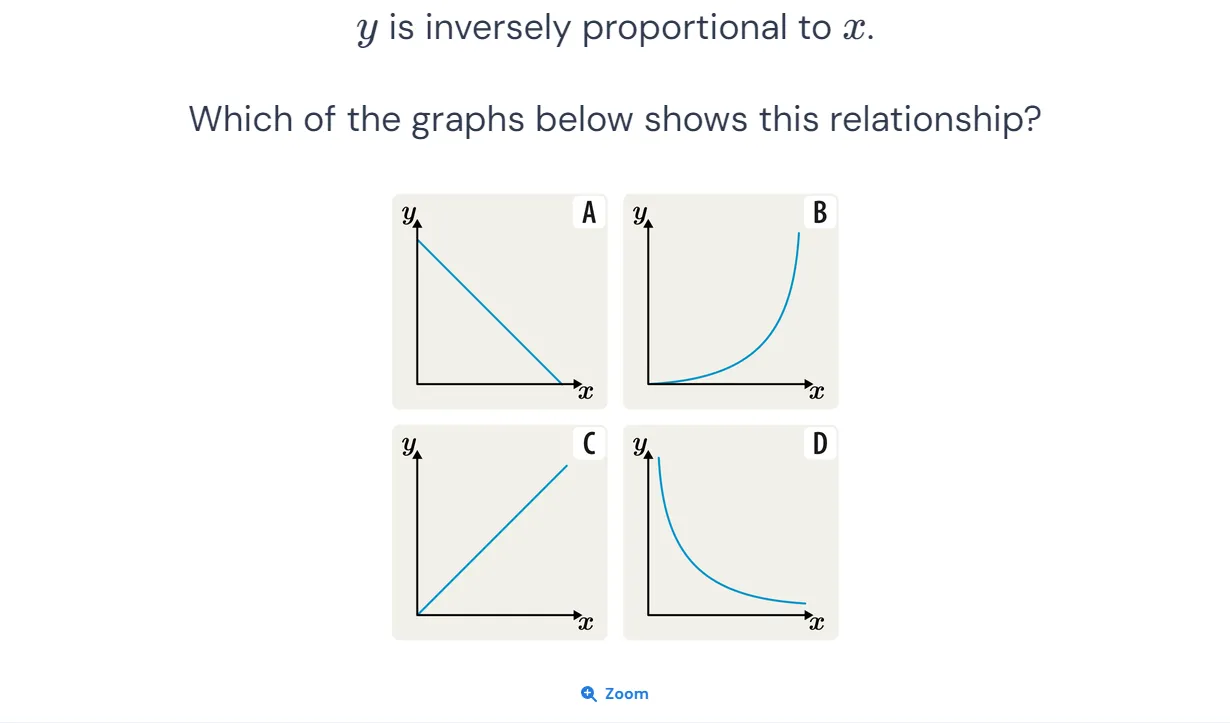 y is inversely proportional to x.
Which of the graphs below shows this relationship?
y A
x
y B
x
y C
x
y D
x
Zoom